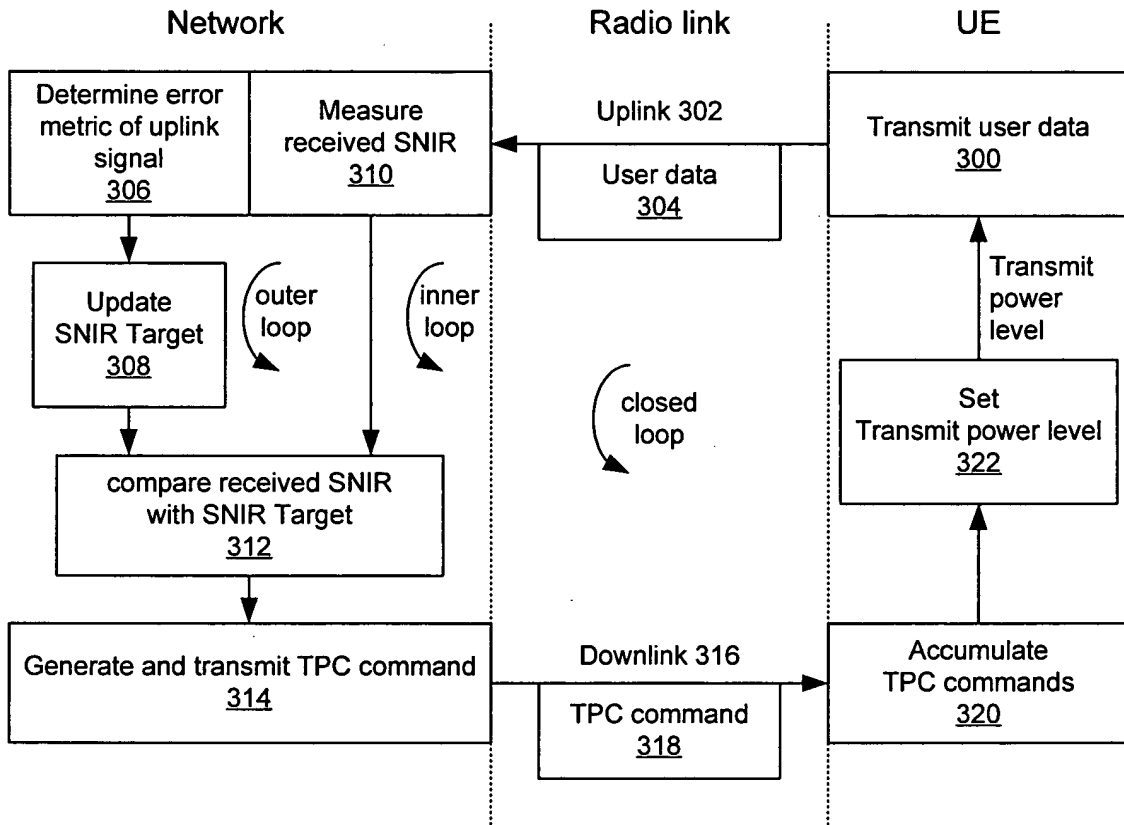 Network
Radio link
UE
Determine error
metric of uplink
signal
306
Measure
received SNIR
310
Uplink 302
User data
304
Transmit user data
300
Update
SNIR Target
308
outer
loop
inner
loop
closed
loop
Transmit
power
level
Set
Transmit power level
322
compare received SNIR
with SNIR Target
312
Generate and transmit TPC command
314
Downlink 316
TPC command
318
Accumulate
TPC commands
320